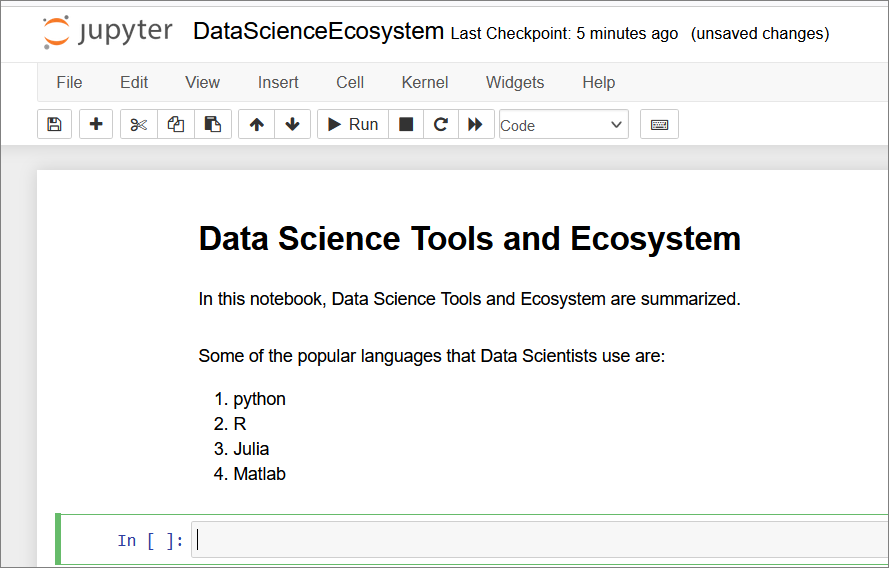 jupyter DataScienceEcosystem Last Checkpoint: 5 minutes ago (unsaved changes)
File Edit View Insert Cell Kernel Widgets Help
Run Code
Data Science Tools and Ecosystem
In this notebook, Data Science Tools and Ecosystem are summarized.
Some of the popular languages that Data Scientists use are:
1. python
2. R
3. Julia
4. Matlab
In [ ]: